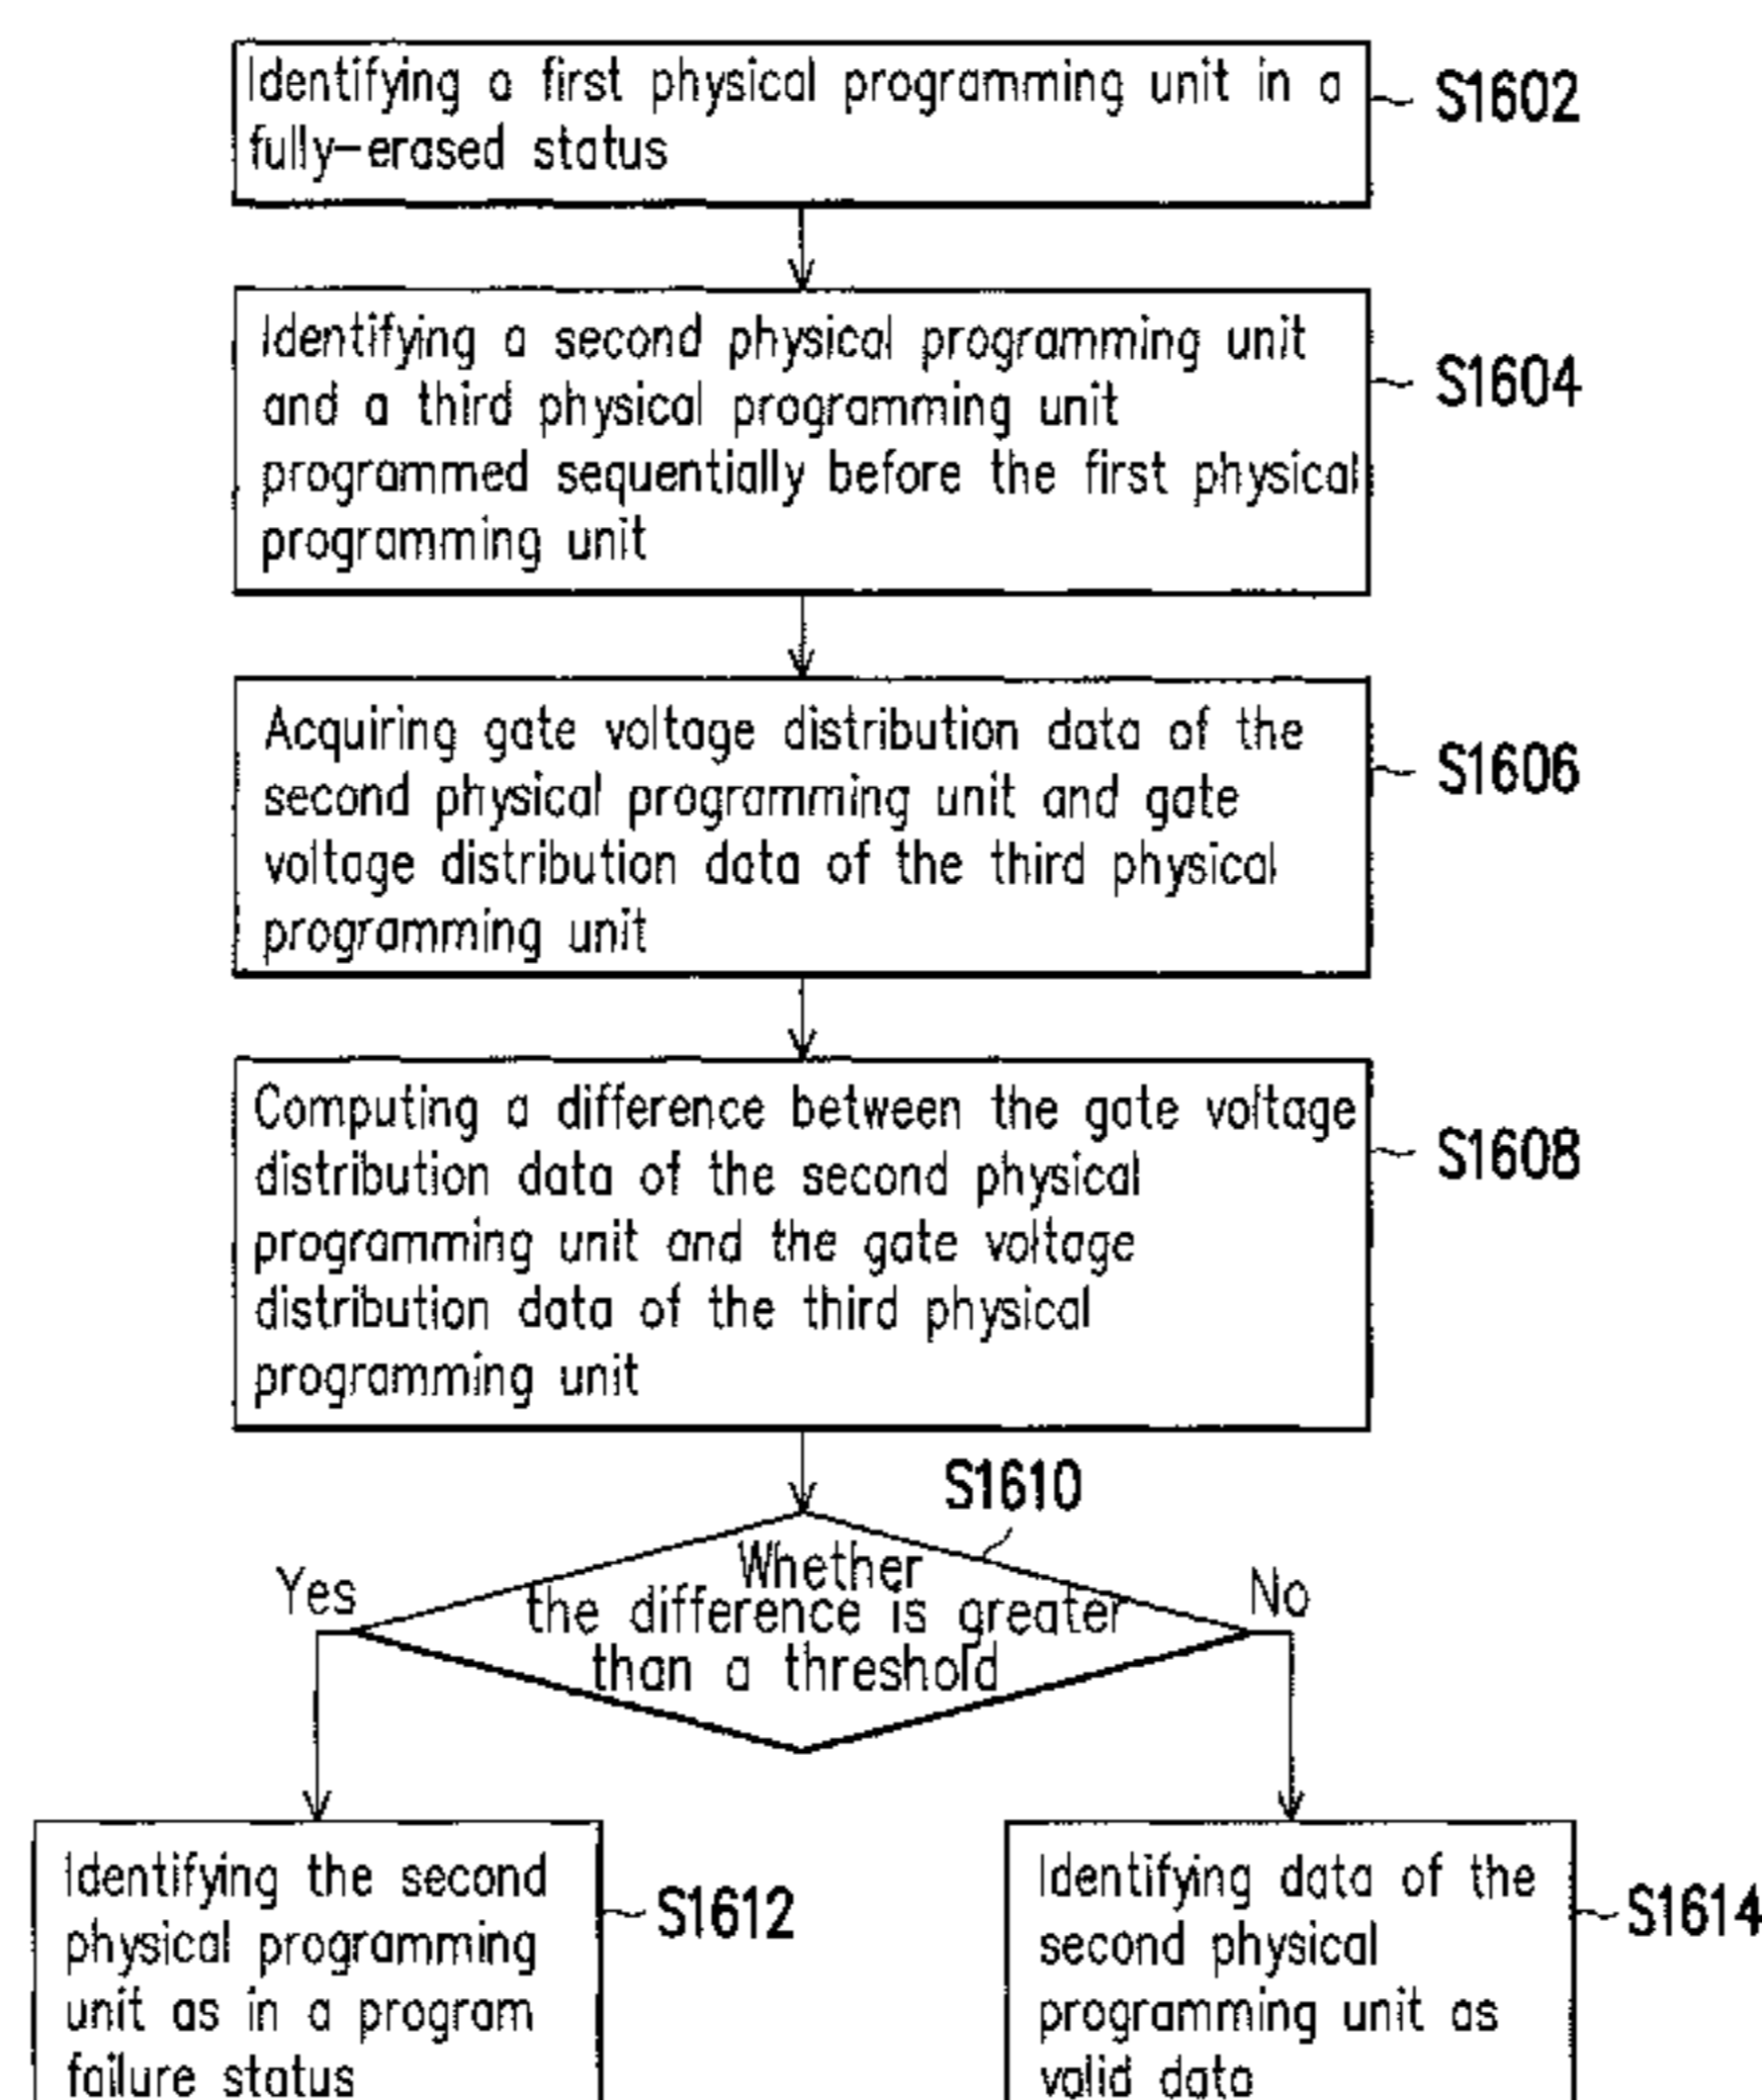 Identifying a first physical programming unit in a
fully-erased status
S1602
Identifying a second physical programming unit
and a third physical programming unit
programmed sequentially before the first physical
programming unit
S1604
Acquiring gate voltage distribution data of the
second physical programming unit and gate
voltage distribution data of the third physical
programming unit
S1606
Computing a difference between the gate voltage
distribution data of the second physical
programming unit and the gate voltage
distribution data of the third physical
programming unit
S1608
S1610
Whether
the difference is greater
than a threshold
Yes
No
Identifying the second
physical programming
unit as in a program
failure status
S1612
Identifying data of the
second physical
programming unit as
valid data
S1614